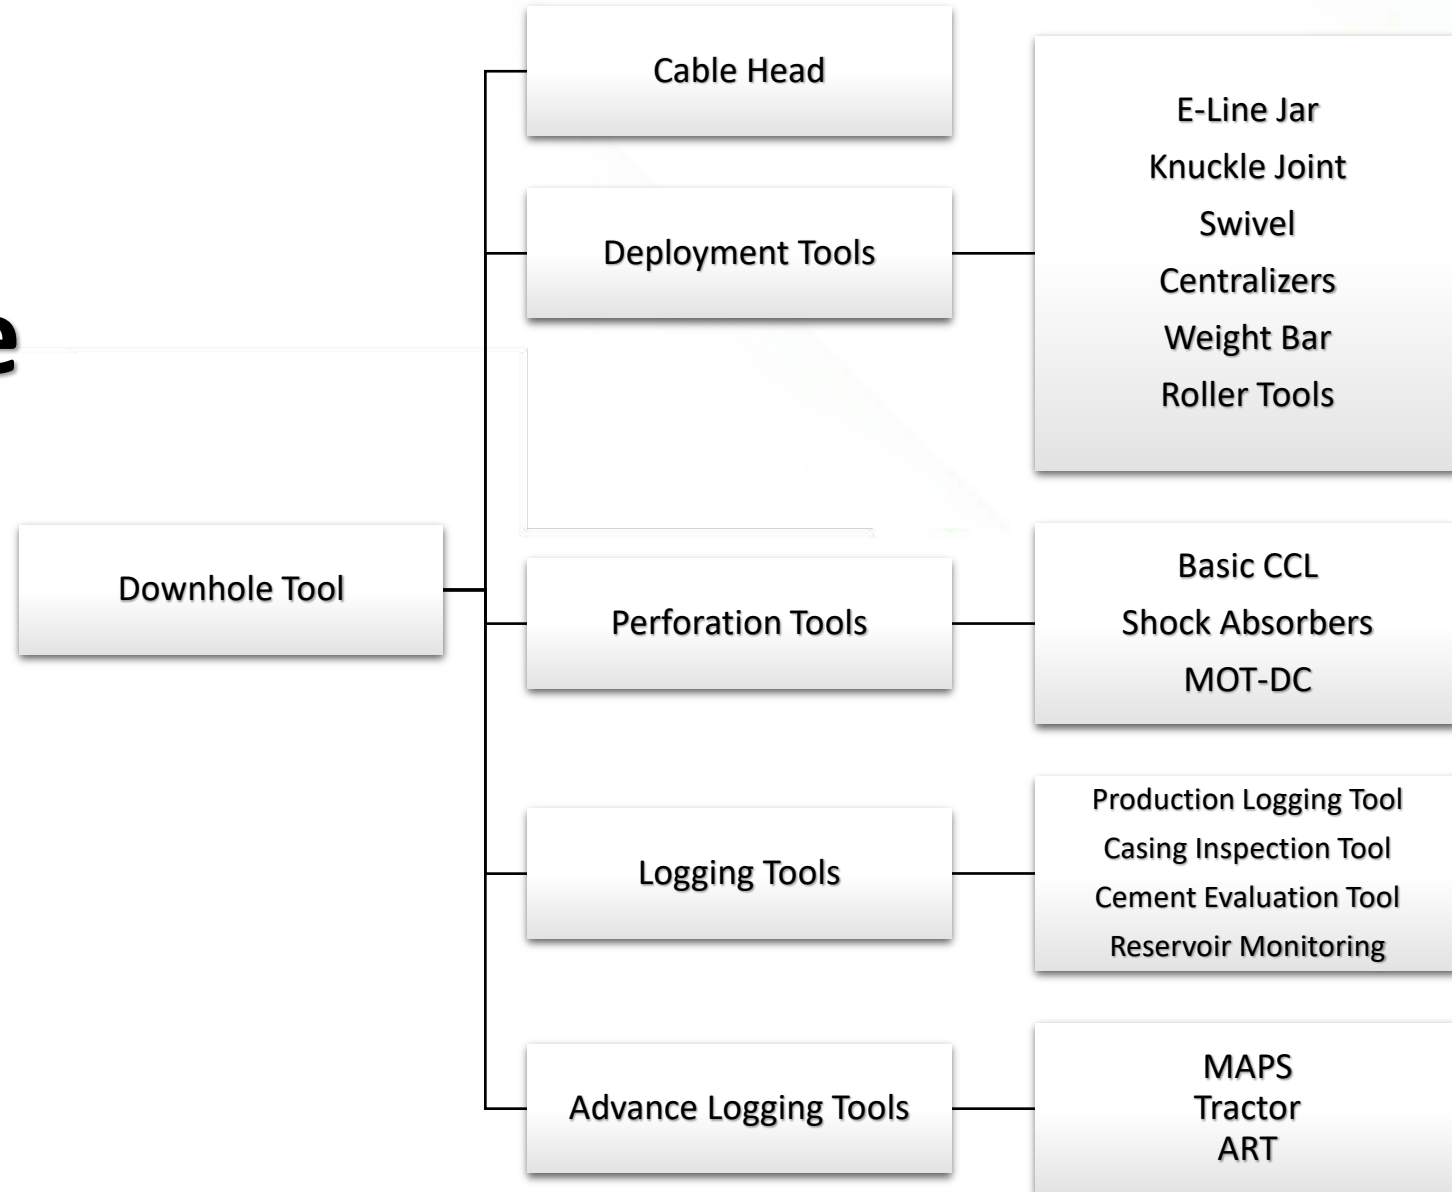 e
Downhole Tool
Cable Head
Deployment Tools
E-Line Jar
Knuckle Joint
Swivel
Centralizers
Weight Bar
Roller Tools
Perforation Tools
Basic CCL
Shock Absorbers
MOT-DC
Logging Tools
Production Logging Tool
Casing Inspection Tool
Cement Evaluation Tool
Reservoir Monitoring
Advance Logging Tools
MAPS
Tractor
ART